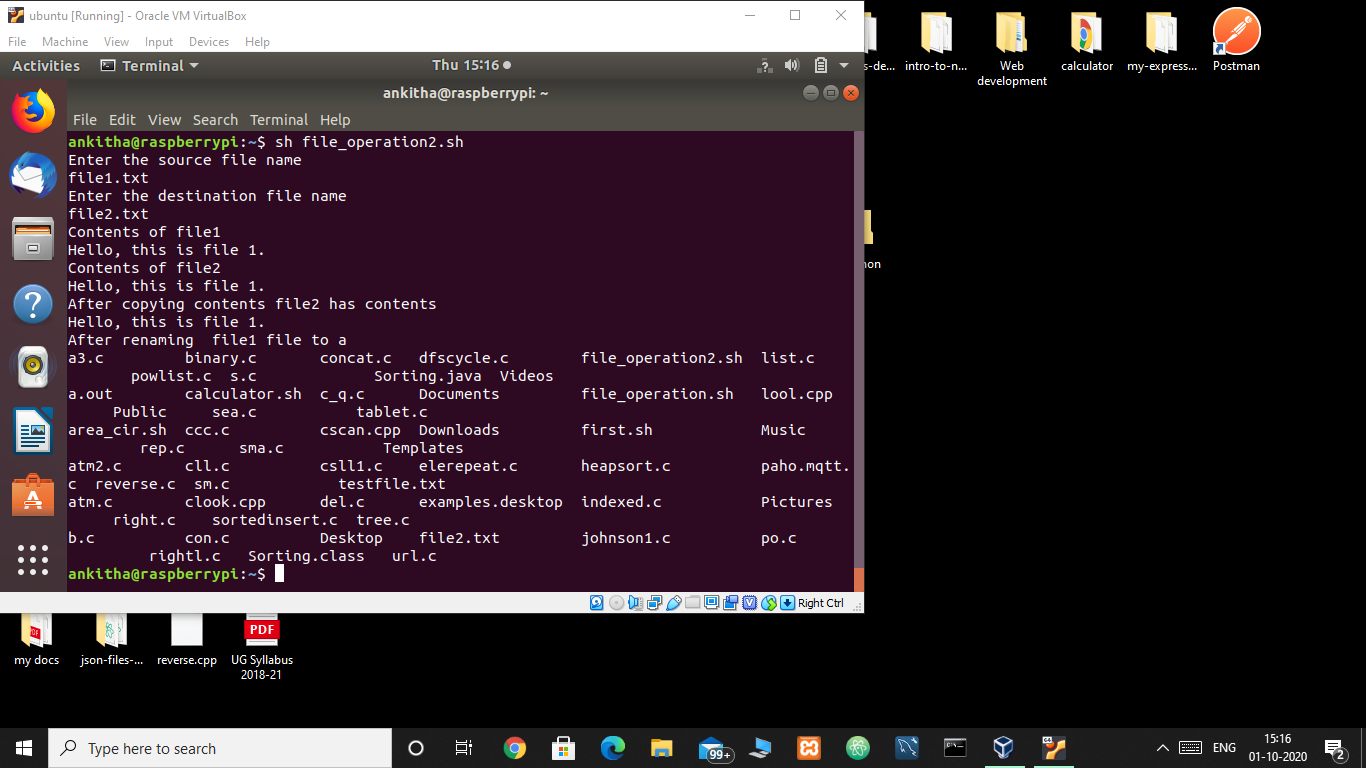 ubuntu [Running] - Oracle VM VirtualBox
File Machine View Input Devices Help
Activities Terminal Thu 15:16
ankitha@raspberrypi: ~
File Edit View Search Terminal Help
ankitha@raspberrypi:~$ sh file_operation2.sh
Enter the source file name
file1.txt
Enter the destination file name
file2.txt
Contents of file1
Hello, this is file 1.
Contents of file2
Hello, this is file 1.
After copying contents file2 has contents
Hello, this is file 1.
After renaming  file1 file to a
a3.c         binary.c       concat.c   dfscycle.c        file_operation2.sh  list.c
       powlist.c  s.c             Sorting.java  Videos
a.out        calculator.sh  c_q.c      Documents         file_operation.sh   lool.cpp
     Public     sea.c           tablet.c
area_cir.sh  ccc.c          cscan.cpp  Downloads         first.sh            Music
        rep.c      sma.c           Templates
atm2.c       cll.c          csll1.c    elerepeat.c       heapsort.c          paho.mqtt.
c  reverse.c  sm.c            testfile.txt
atm.c        clook.cpp      del.c      examples.desktop  indexed.c           Pictures
     right.c    sortedinsert.c  tree.c
b.c          con.c          Desktop    file2.txt         johnson1.c          po.c
         rightl.c   Sorting.class   url.c
ankitha@raspberrypi:~$
Right Ctrl
s-de...
intro-to-n...
Web
development
calculator
my-express...
Postman
non
my docs
json-files-...
reverse.cpp
PDF
UG Syllabus
2018-21
Type here to search
99+
ENG
15:16
01-10-2020
2